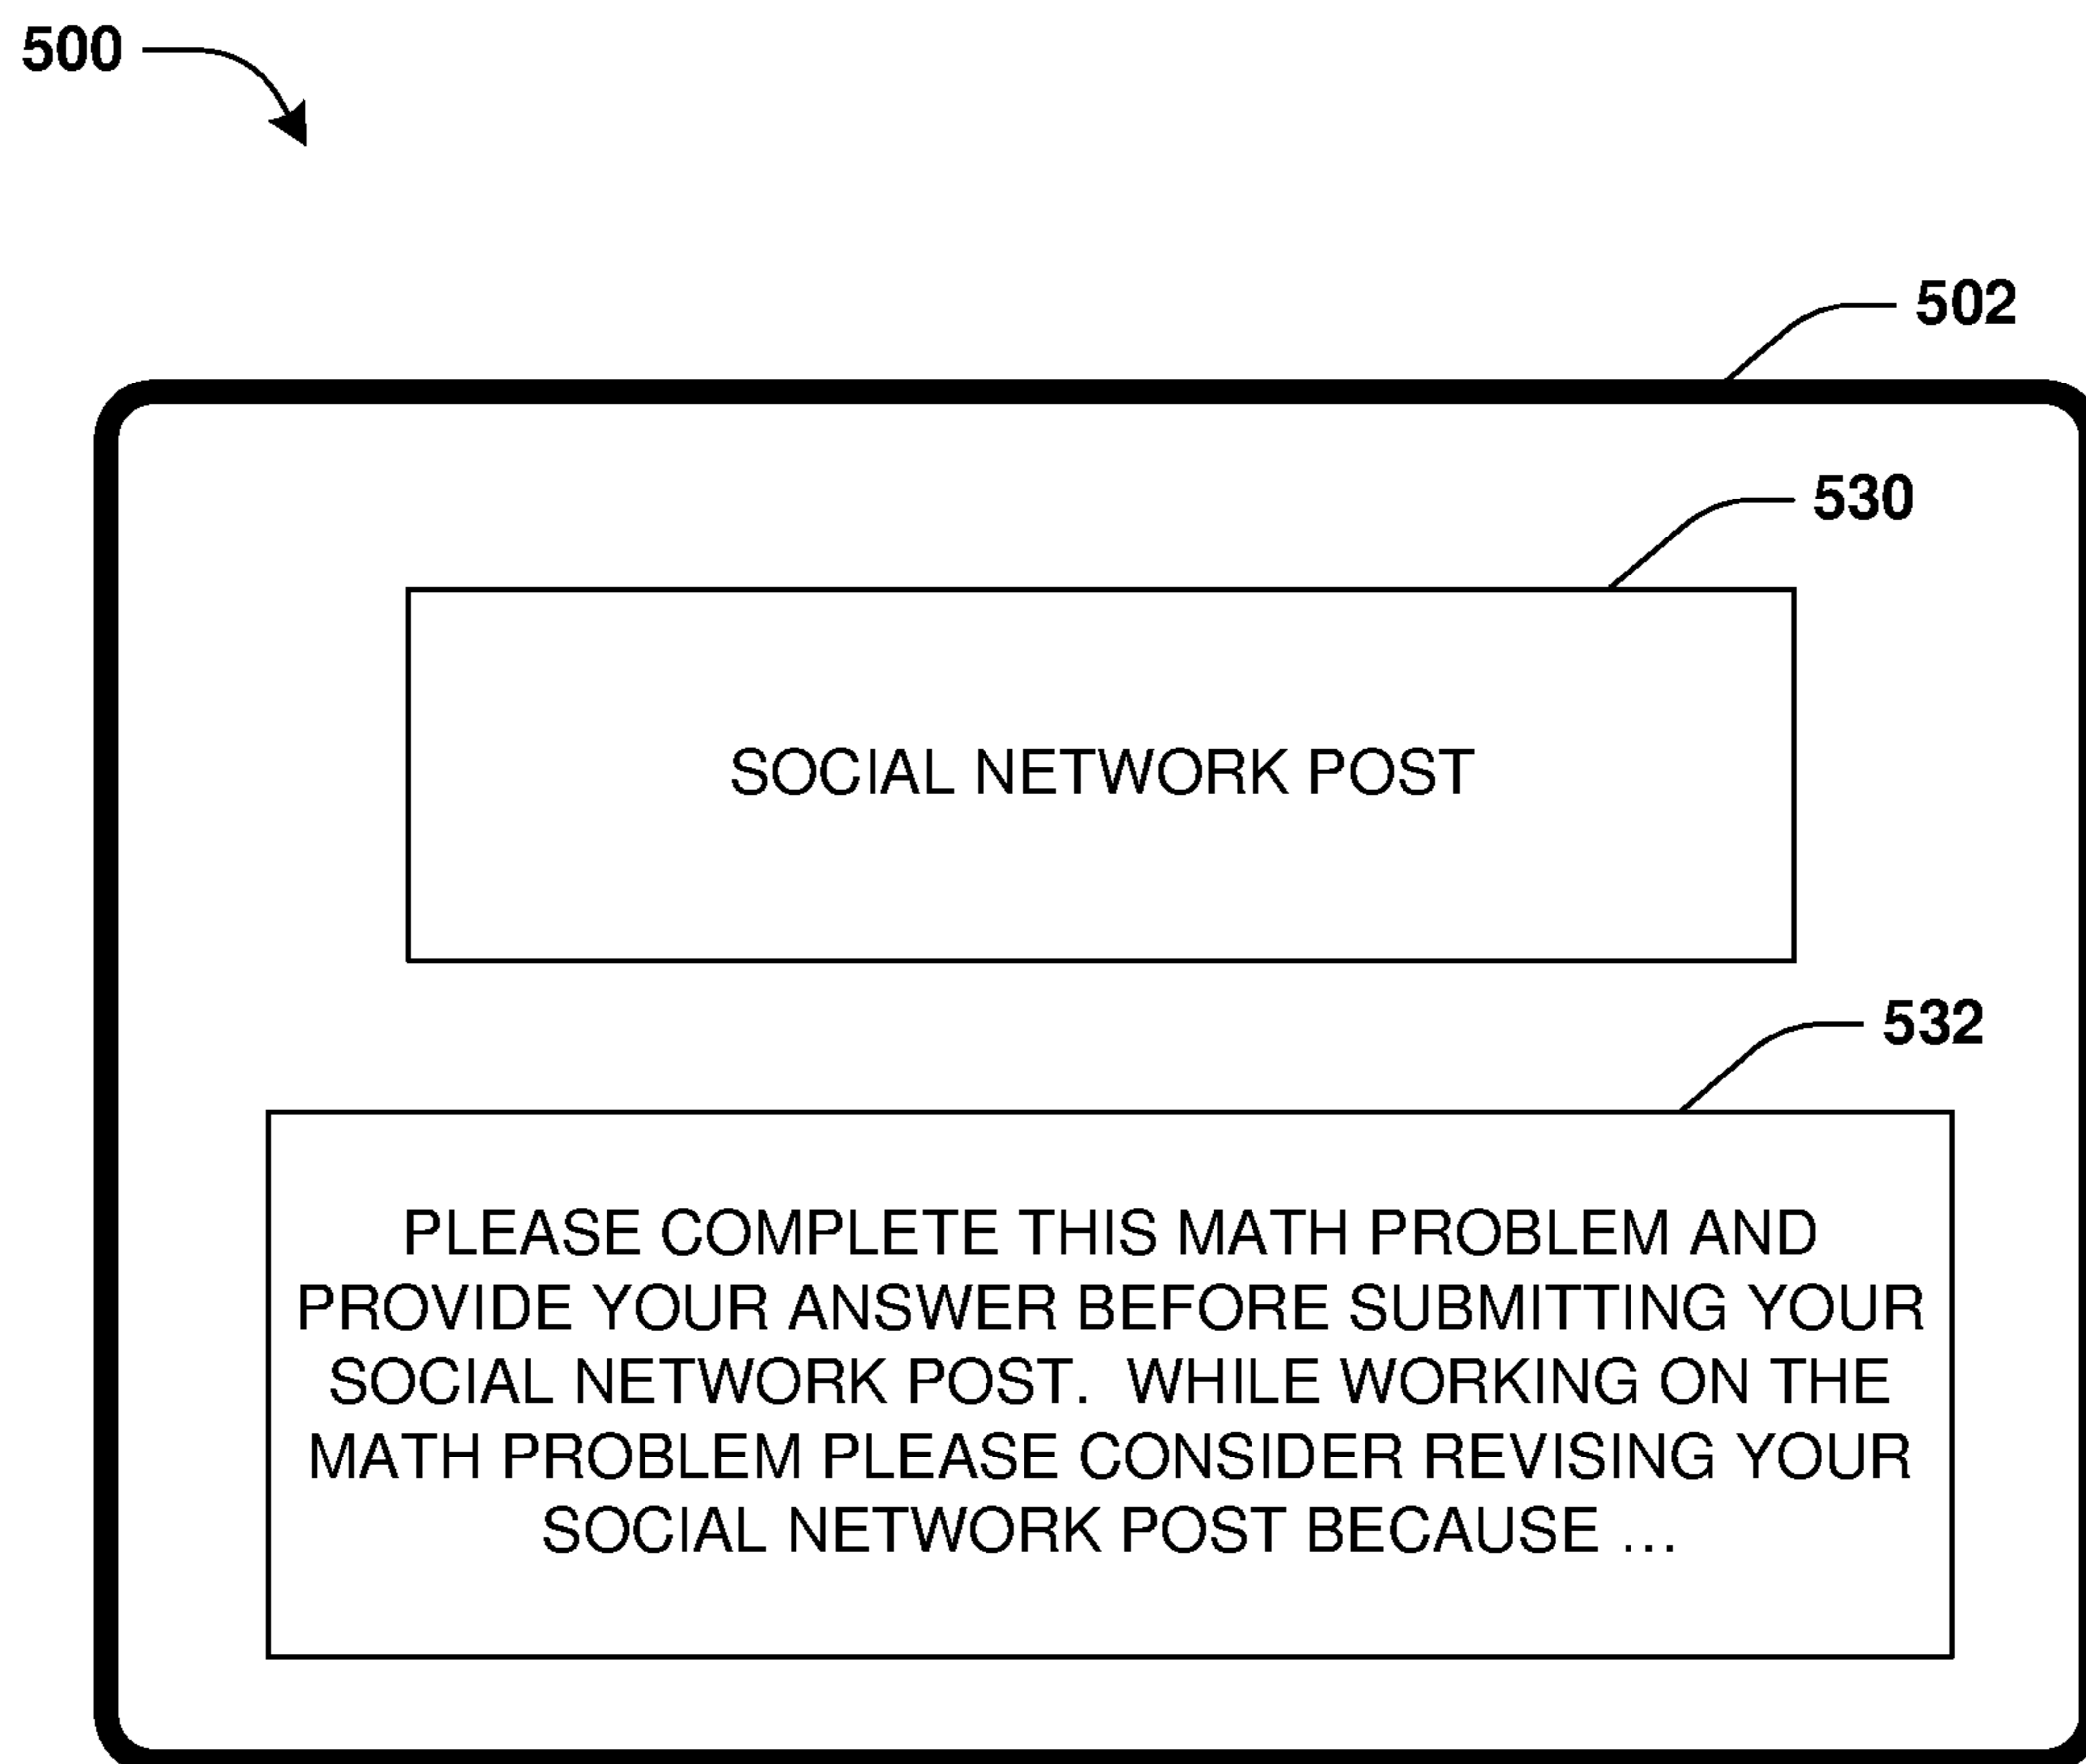 500
502
530
SOCIAL NETWORK POST
532
PLEASE COMPLETE THIS MATH PROBLEM AND
PROVIDE YOUR ANSWER BEFORE SUBMITTING YOUR
SOCIAL NETWORK POST.  WHILE WORKING ON THE
MATH PROBLEM PLEASE CONSIDER REVISING YOUR
SOCIAL NETWORK POST BECAUSE ...